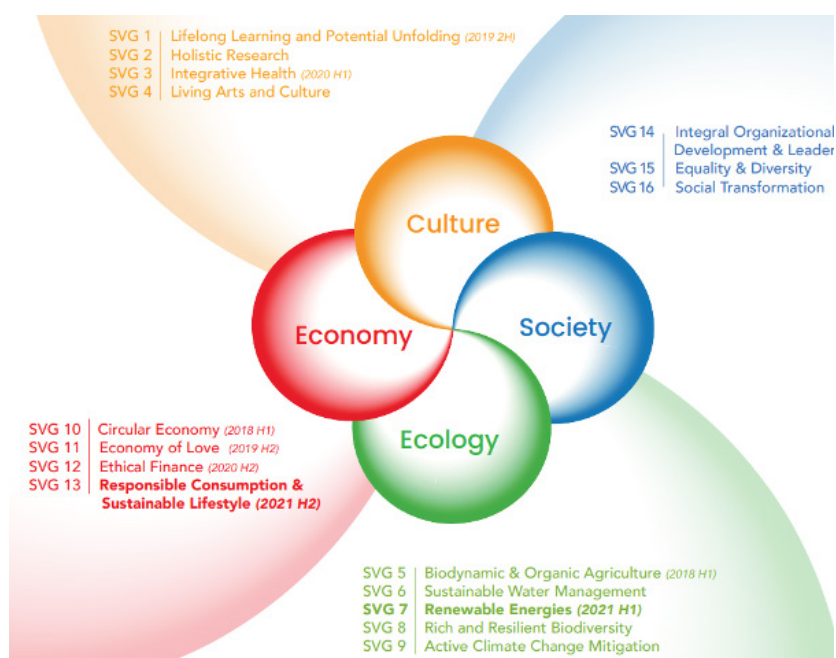 SVG 1 Lifelong Learning and Potential Unfolding (2019 2H)
SVG 2 Holistic Research
SVG 3 Integrative Health (2020 H1)
SVG 4 Living Arts and Culture
SVG 14 Integral Organizational
Development & Leader
SVG 15 Equality & Diversity
SVG 16 Social Transformation
Culture
Economy
Society
Ecology
SVG 10 Circular Economy (2018 H1)
SVG 11 Economy of Love (2019 H2)
SVG 12 Ethical Finance (2020 H2)
SVG 13 Responsible Consumption &
Sustainable Lifestyle (2021 H2)
SVG 5 Biodynamic & Organic Agriculture (2018 H1)
SVG 6 Sustainable Water Management
SVG 7 Renewable Energies (2021 H1)
SVG 8 Rich and Resilient Biodiversity
SVG 9 Active Climate Change Mitigation